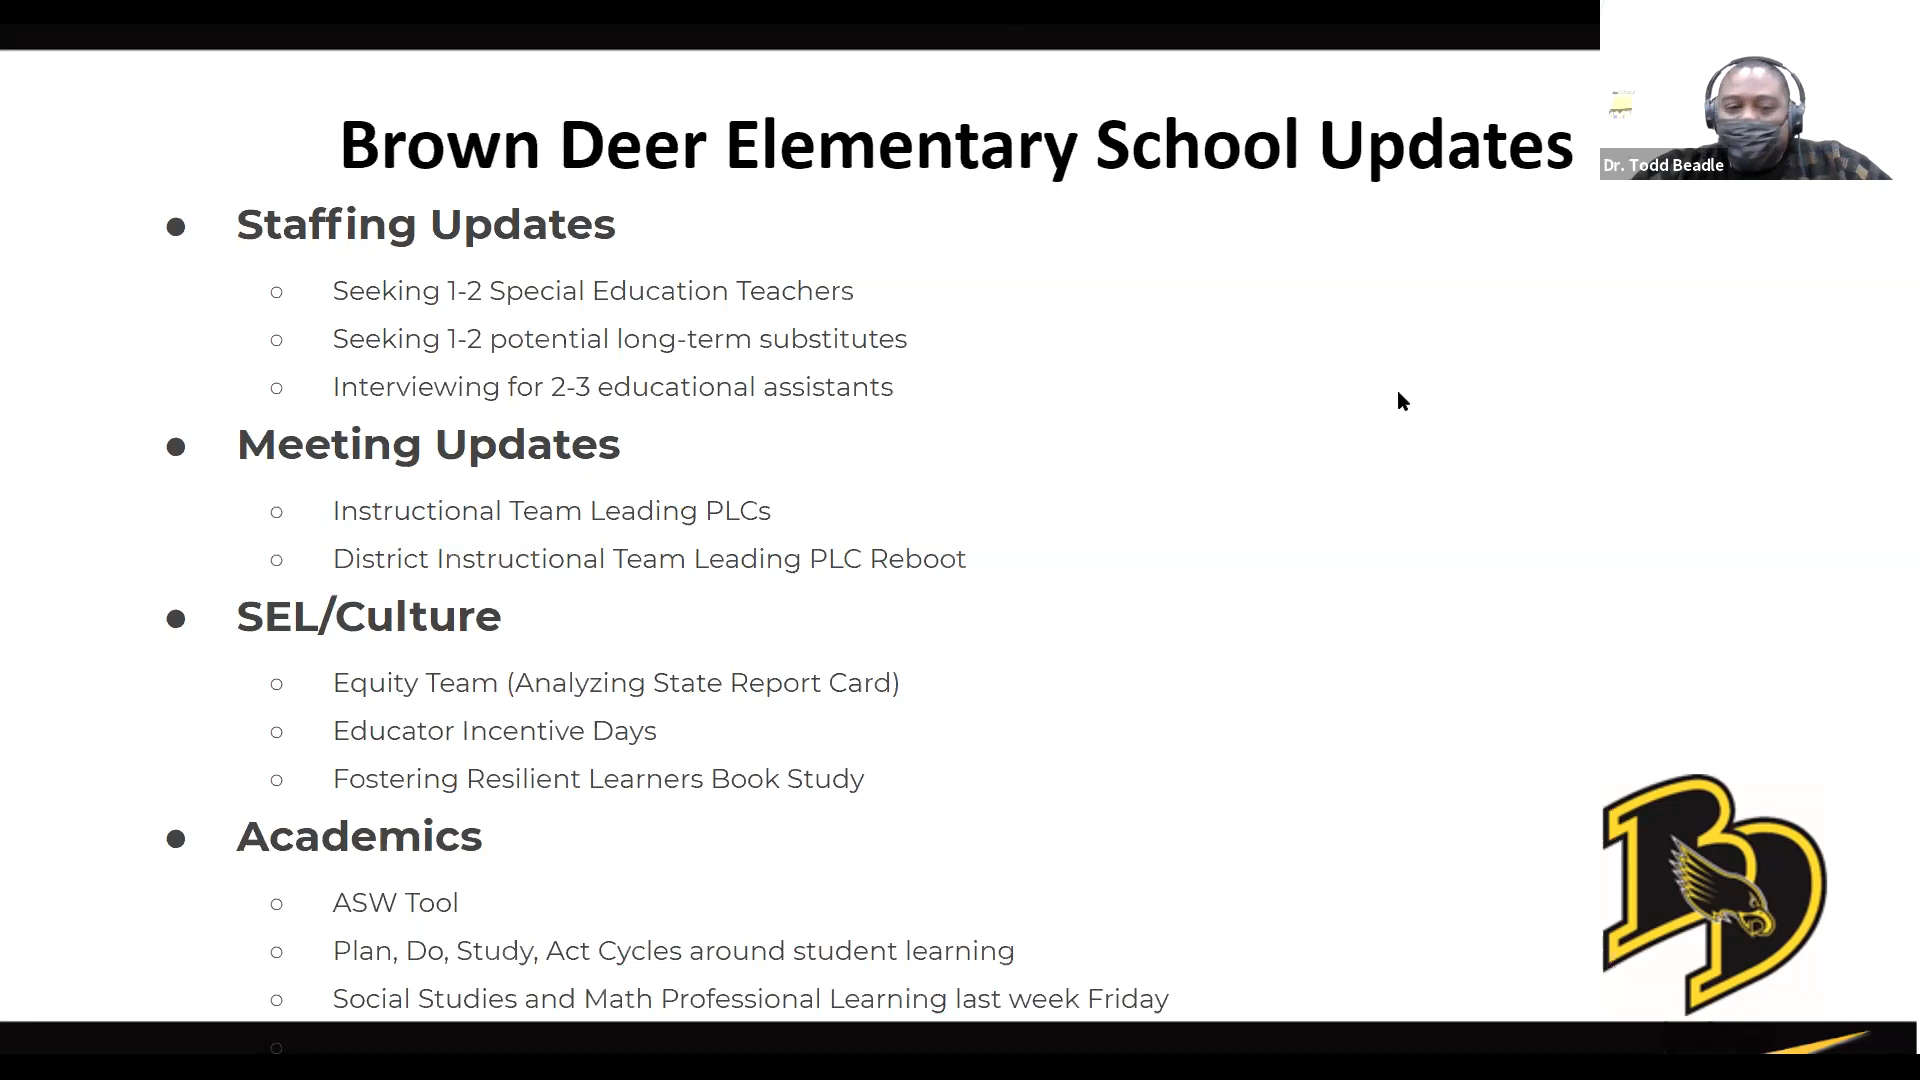 Brown Deer Elementary School Updates
Dr. Todd Beadle
● Staffing Updates
○ Seeking 1-2 Special Education Teachers
○ Seeking 1-2 potential long-term substitutes
○ Interviewing for 2-3 educational assistants
● Meeting Updates
○ Instructional Team Leading PLCs
○ District Instructional Team Leading PLC Reboot
● SEL/Culture
○ Equity Team (Analyzing State Report Card)
○ Educator Incentive Days
○ Fostering Resilient Learners Book Study
● Academics
○ ASW Tool
○ Plan, Do, Study, Act Cycles around student learning
○ Social Studies and Math Professional Learning last week Friday
BD